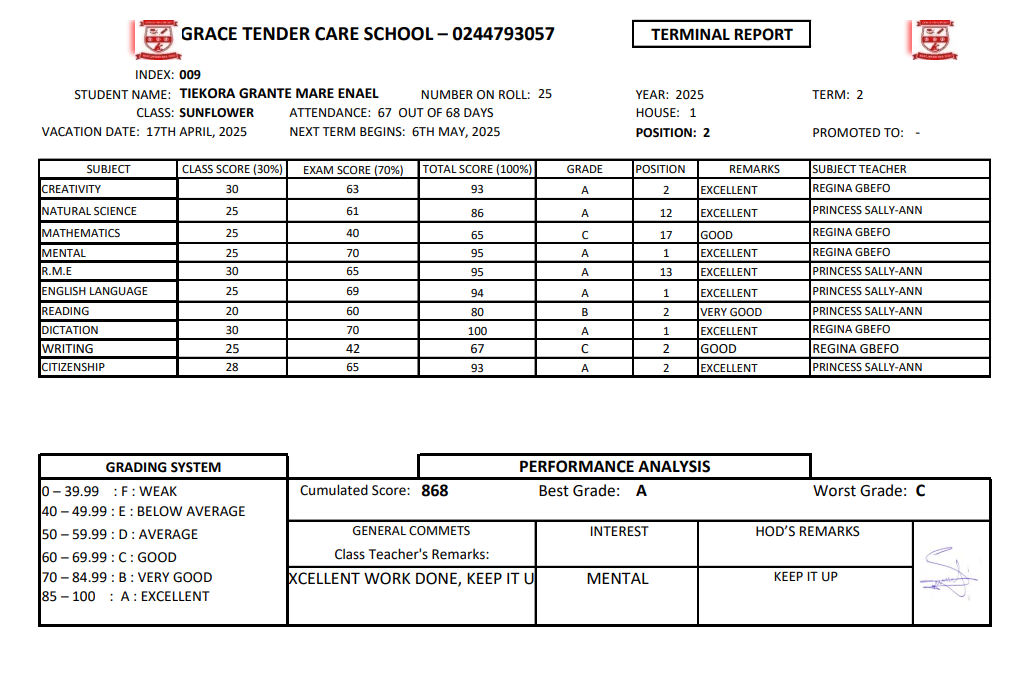 GRACE TENDER CARE SCHOOL – 0244793057
TERMINAL REPORT
INDEX: 009
STUDENT NAME: TIEKORA GRANTE MARE ENAEL NUMBER ON ROLL: 25 YEAR: 2025 TERM: 2
CLASS: SUNFLOWER ATTENDANCE: 67 OUT OF 68 DAYS HOUSE: 1
VACATION DATE: 17TH APRIL, 2025 NEXT TERM BEGINS: 6TH MAY, 2025 POSITION: 2 PROMOTED TO: -
SUBJECT CLASS SCORE (30%) EXAM SCORE (70%) TOTAL SCORE (100%) GRADE POSITION REMARKS SUBJECT TEACHER
CREATIVITY 30 63 93 A 2 EXCELLENT REGINA GBEFO
NATURAL SCIENCE 25 61 86 A 12 EXCELLENT PRINCESS SALLY-ANN
MATHEMATICS 25 40 65 C 17 GOOD REGINA GBEFO
MENTAL 25 70 95 A 1 EXCELLENT REGINA GBEFO
R.M.E 30 65 95 A 13 EXCELLENT PRINCESS SALLY-ANN
ENGLISH LANGUAGE 25 69 94 A 1 EXCELLENT PRINCESS SALLY-ANN
READING 20 60 80 B 2 VERY GOOD PRINCESS SALLY-ANN
DICTATION 30 70 100 A 1 EXCELLENT REGINA GBEFO
WRITING 25 42 67 C 2 GOOD REGINA GBEFO
CITIZENSHIP 28 65 93 A 2 EXCELLENT PRINCESS SALLY-ANN
GRADING SYSTEM
0 – 39.99 : F : WEAK
40 – 49.99 : E : BELOW AVERAGE
50 – 59.99 : D : AVERAGE
60 – 69.99 : C : GOOD
70 – 84.99 : B : VERY GOOD
85 – 100 : A : EXCELLENT
PERFORMANCE ANALYSIS
Cumulated Score: 868 Best Grade: A Worst Grade: C
GENERAL COMMETS INTEREST HOD'S REMARKS
Class Teacher's Remarks:
XCELLENT WORK DONE, KEEP IT U MENTAL KEEP IT UP